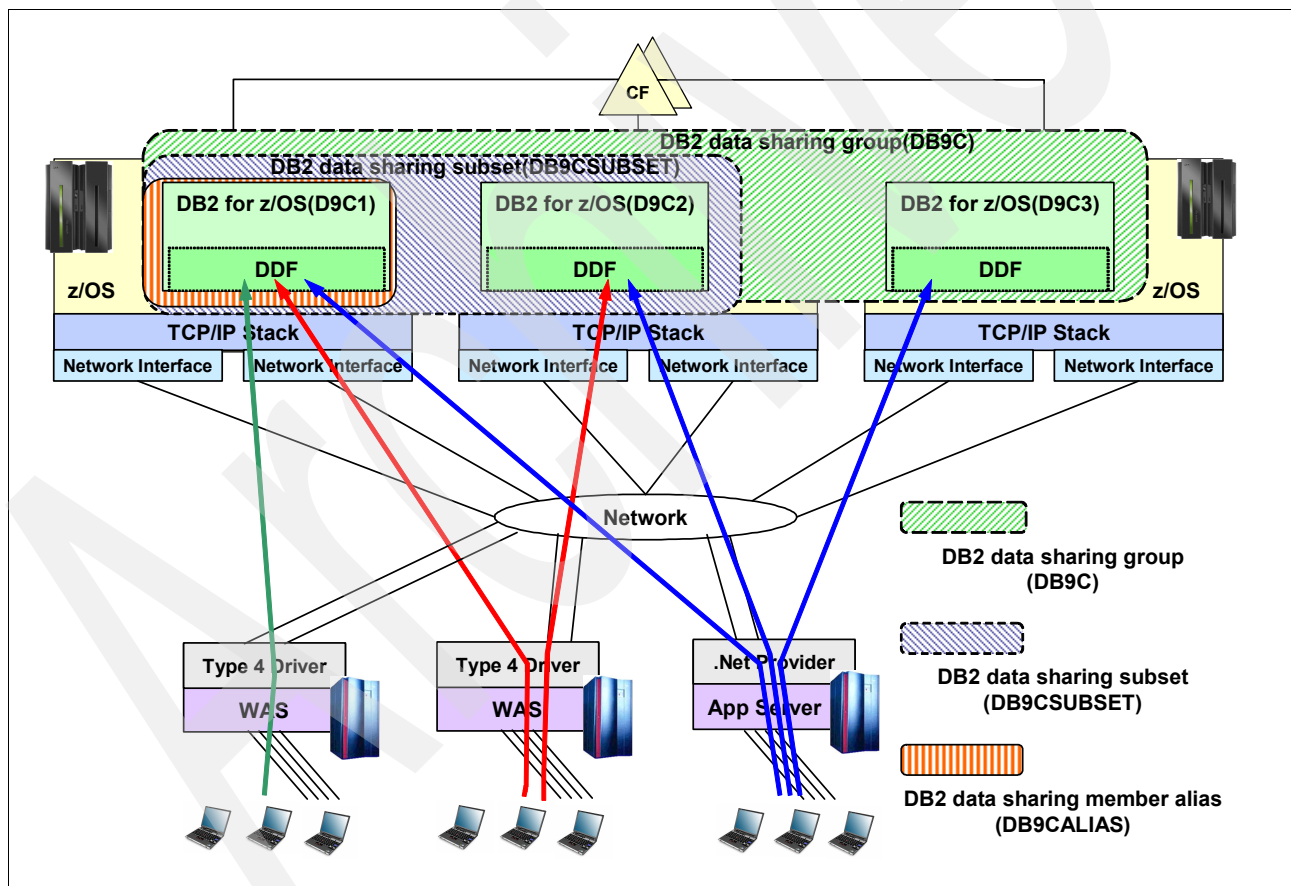 CF
DB2 data sharing group(DB9C)
DB2 data sharing subset(DB9CSUBSET)
DB2 for z/OS(D9C1)
DB2 for z/OS(D9C2)
DB2 for z/OS(D9C3)
DDF
DDF
DDF
z/OS
z/OS
TCP/IP Stack
TCP/IP Stack
TCP/IP Stack
Network Interface
Network Interface
Network Interface
Network Interface
Network Interface
Network Interface
Network
Type 4 Driver
WAS
Type 4 Driver
WAS
.Net Provider
App Server
DB2 data sharing group
(DB9C)
DB2 data sharing subset
(DB9CSUBSET)
DB2 data sharing member alias
(DB9CALIAS)